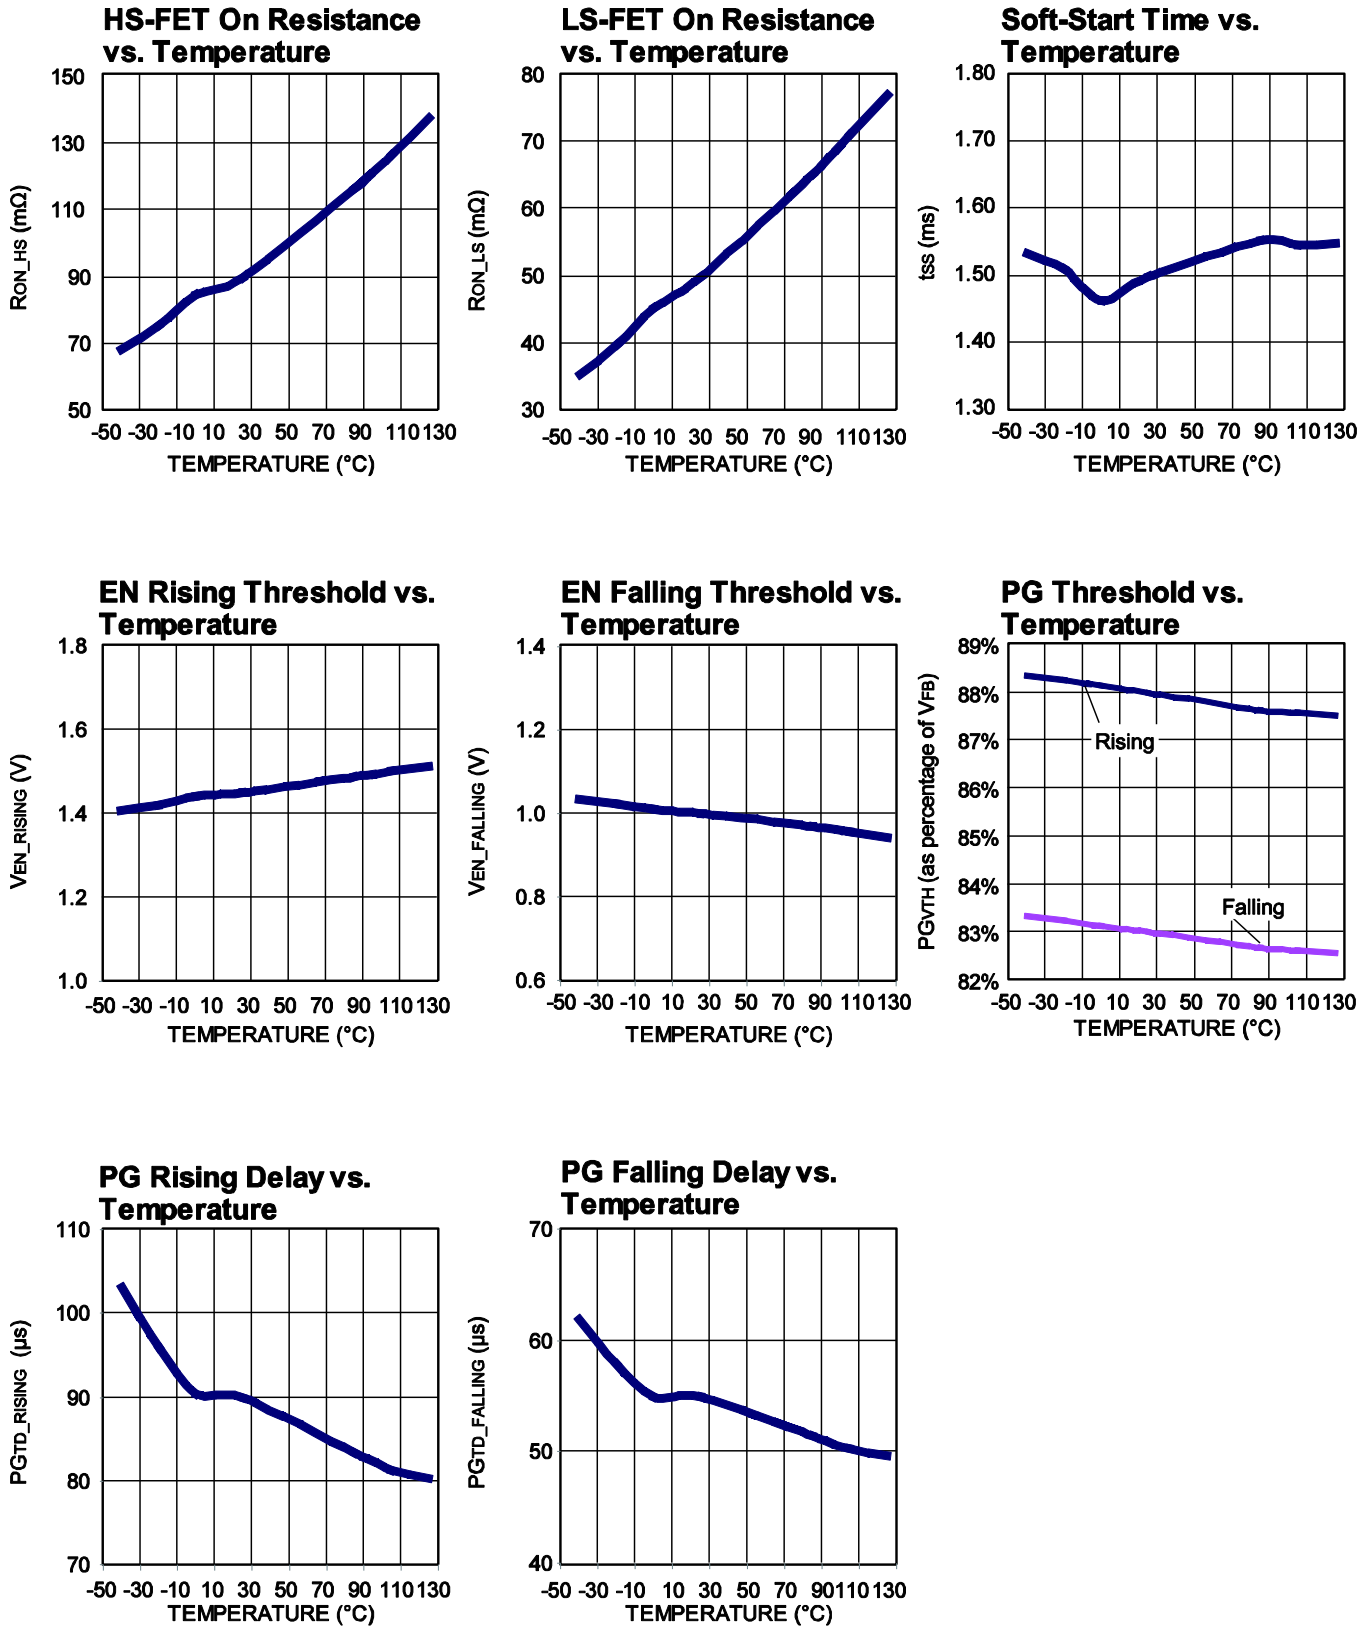 HS-FET On Resistance
vs. Temperature
150
130
110
90
70
50
RON_HS (mΩ)
-50 -30 -10 10 30 50 70 90 110 130
TEMPERATURE (°C)
LS-FET On Resistance
vs. Temperature
80
70
60
50
40
30
RON_LS (mΩ)
-50 -30 -10 10 30 50 70 90 110 130
TEMPERATURE (°C)
Soft-Start Time vs.
Temperature
1.80
1.70
1.60
1.50
1.40
1.30
tSS (ms)
-50 -30 -10 10 30 50 70 90 110 130
TEMPERATURE (°C)
EN Rising Threshold vs.
Temperature
1.8
1.6
1.4
1.2
1.0
VEN_RISING (V)
-50 -30 -10 10 30 50 70 90 110 130
TEMPERATURE (°C)
EN Falling Threshold vs.
Temperature
1.4
1.2
1.0
0.8
0.6
VEN_FALLING (V)
-50 -30 -10 10 30 50 70 90 110 130
TEMPERATURE (°C)
PG Threshold vs.
Temperature
89%
88%
87%
86%
85%
84%
83%
82%
PGVTH (as percentage of VFB)
Rising
Falling
-50 -30 -10 10 30 50 70 90 110 130
TEMPERATURE (°C)
PG Rising Delay vs.
Temperature
110
100
90
80
70
PGTD_RISING (µs)
-50 -30 -10 10 30 50 70 90 110 130
TEMPERATURE (°C)
PG Falling Delay vs.
Temperature
70
60
50
40
PGTD_FALLING (µs)
-50 -30 -10 10 30 50 70 90 110 130
TEMPERATURE (°C)